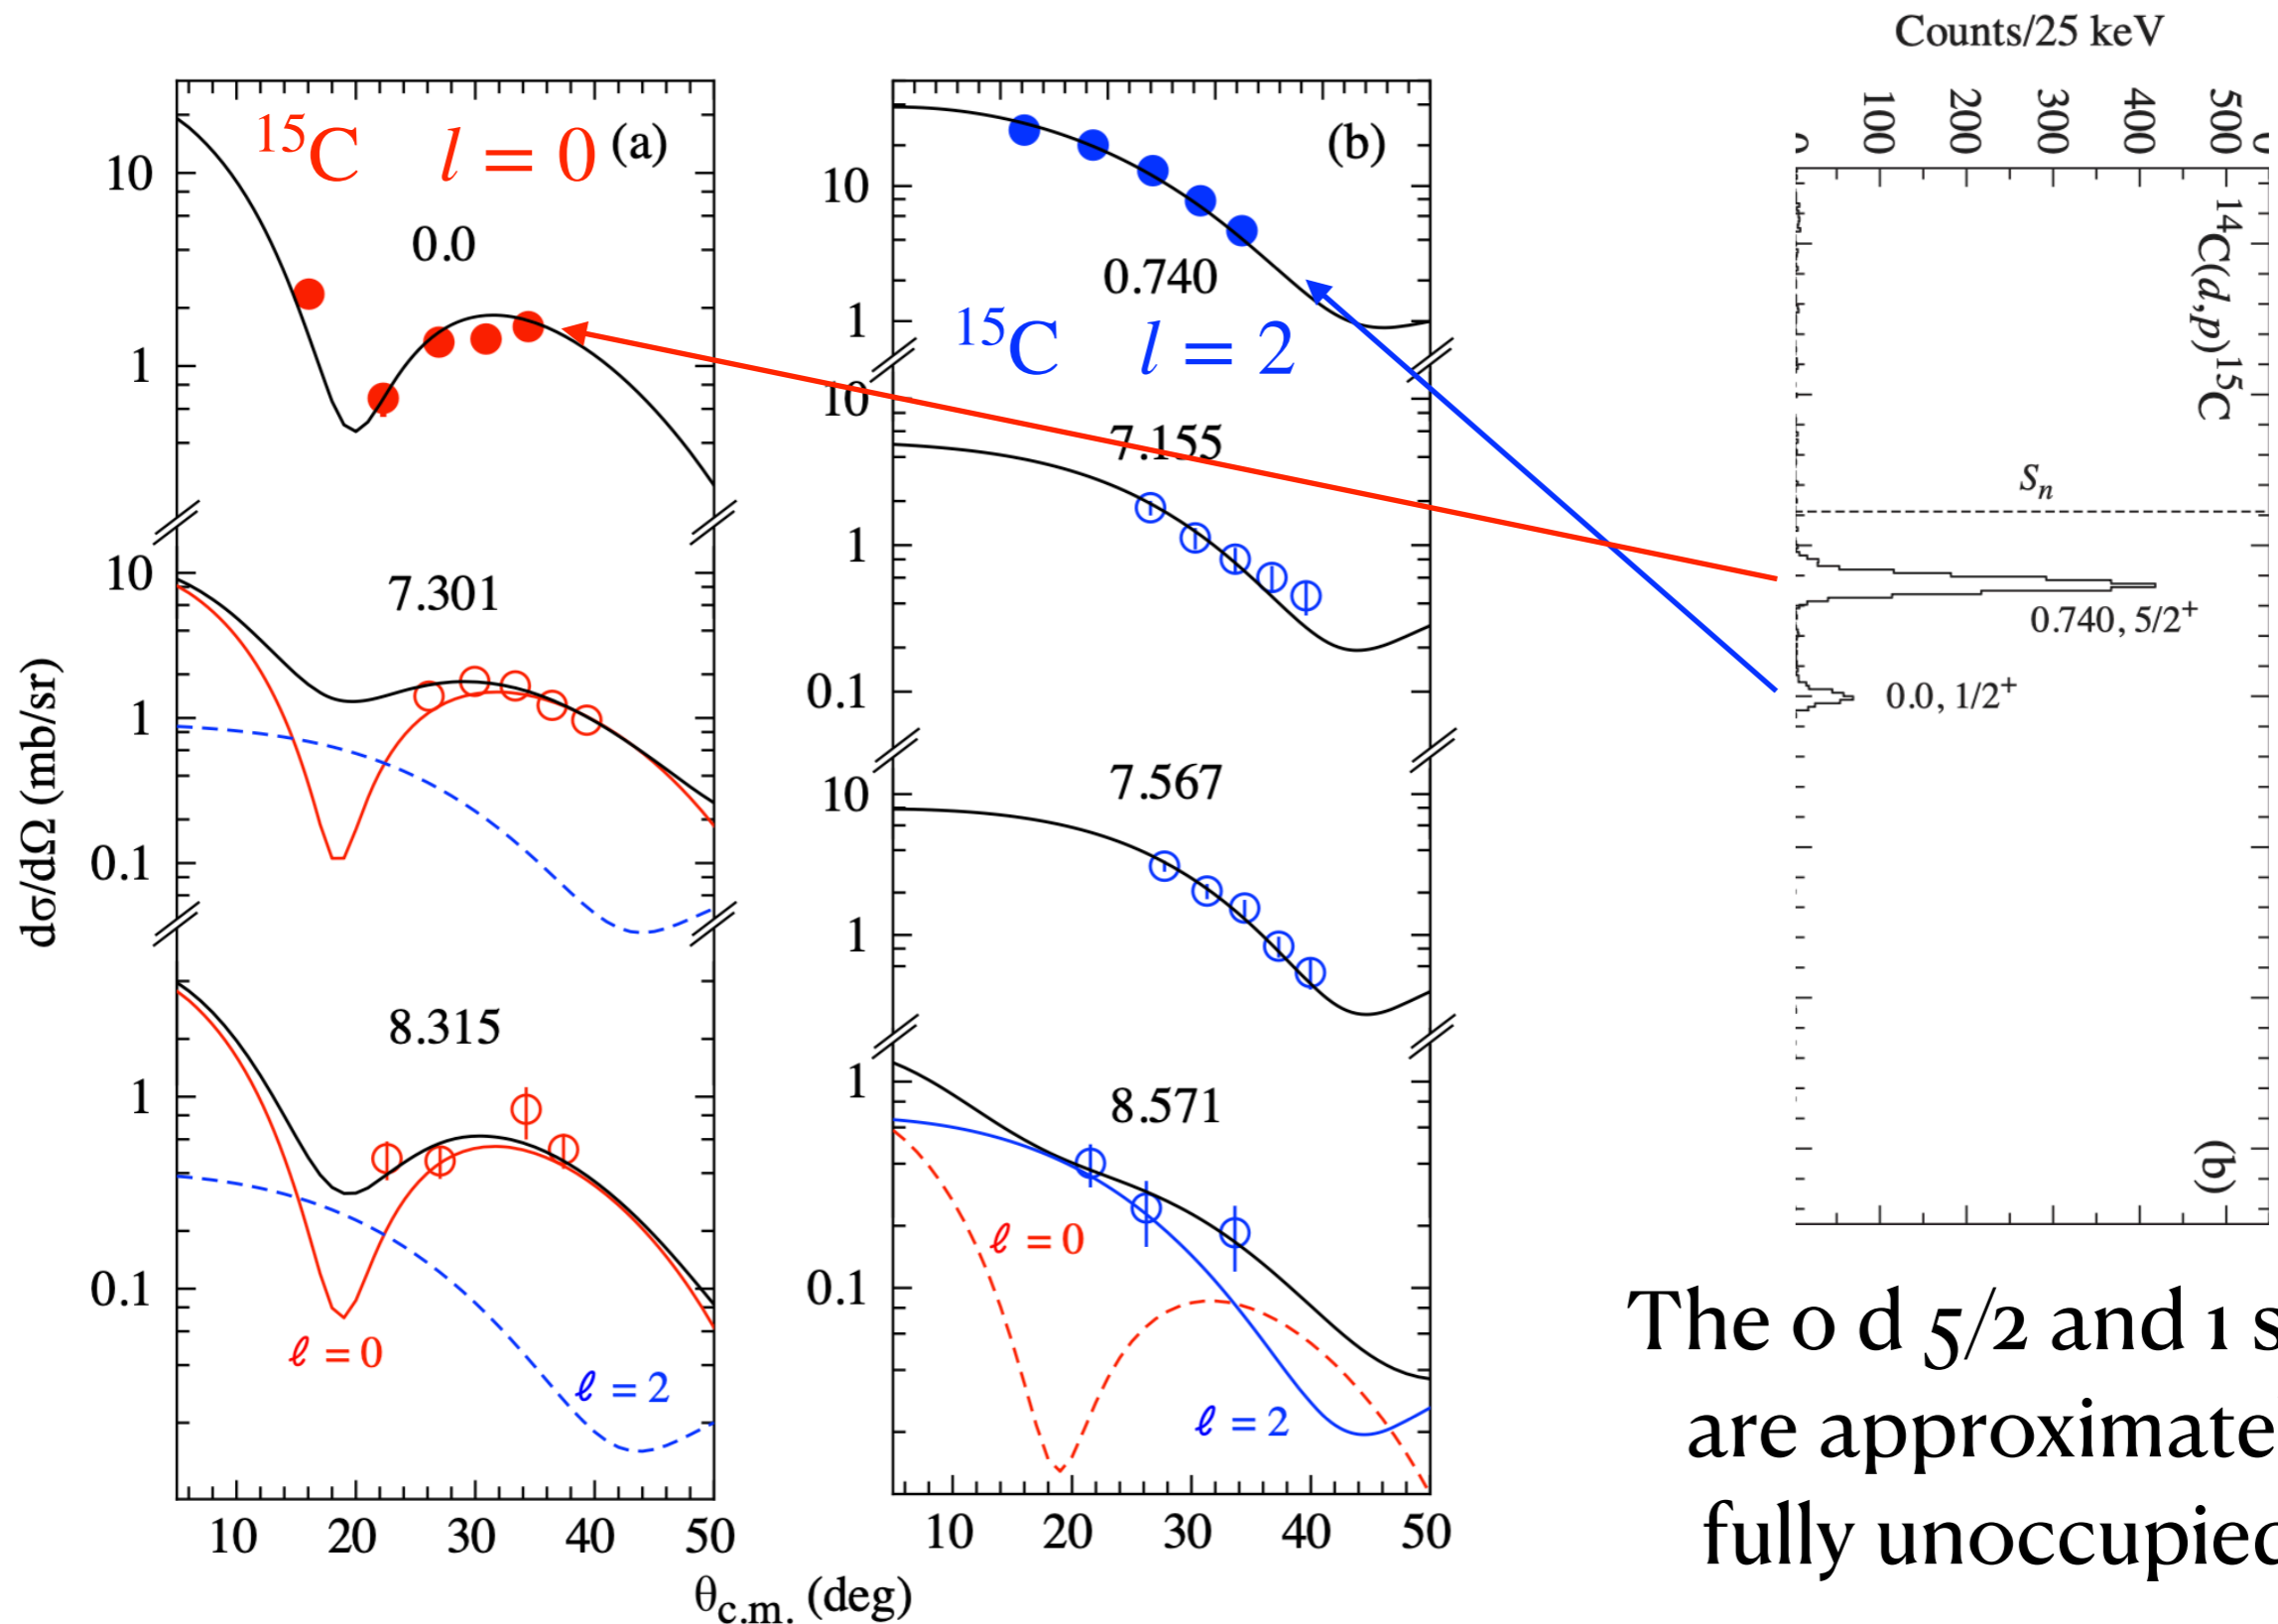 Counts/25 keV
0 100 200 300 400 500
¹⁵C l = 0 (a)
0.0
10
1
7.301
10
1
0.1
8.315
1
0.1
ℓ = 0
ℓ = 2
10 20 30 40 50
dσ/dΩ (mb/sr)
(b)
10
0.740
1
¹⁵C l = 2
10
7.155
1
0.1
7.567
10
1
8.571
1
0.1
ℓ = 0
ℓ = 2
10 20 30 40 50
θc.m. (deg)
¹⁴C(d,p)¹⁵C
Sn
0.740, 5/2⁺
0.0, 1/2⁺
(b)
The 0 d 5/2 and 1 s
are approximate
fully unoccupied